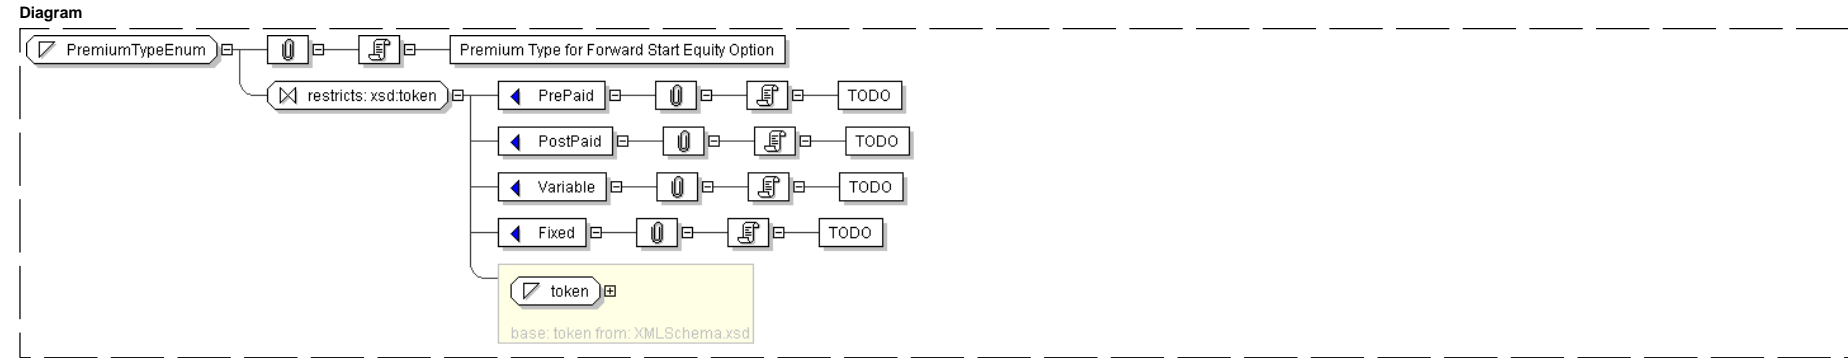 Diagram
PremiumTypeEnum Premium Type for Forward Start Equity Option
restricts: xsd:token PrePaid TODO
PostPaid TODO
Variable TODO
Fixed TODO
token
base: token from: XMLSchema.xsd